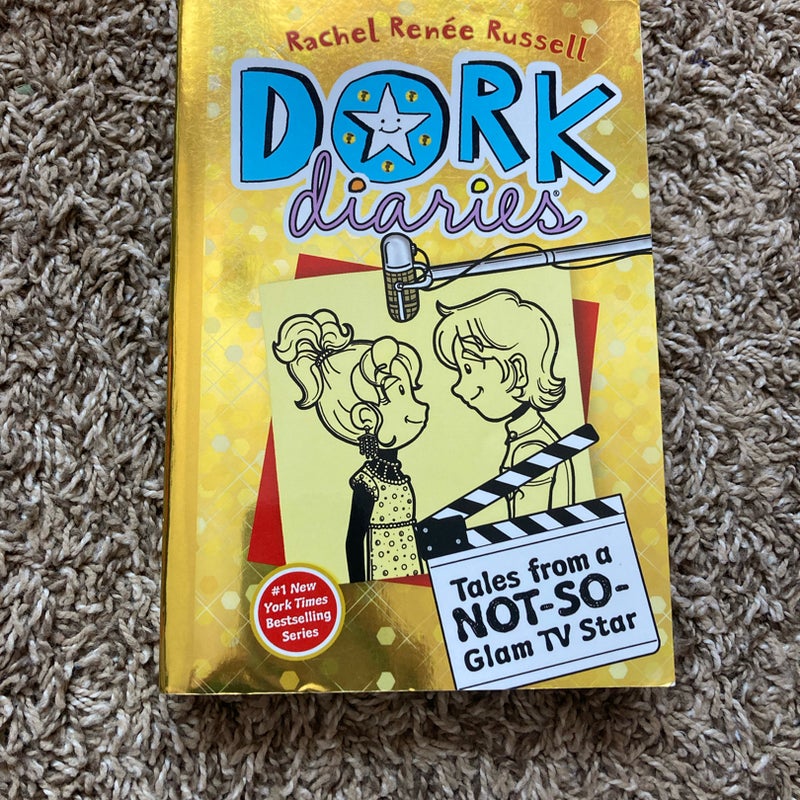 Rachel Renée Russell
DORK
diaries®
#1 New
York Times
Bestselling
Series
Tales from a
NOT-SO-
Glam TV Star